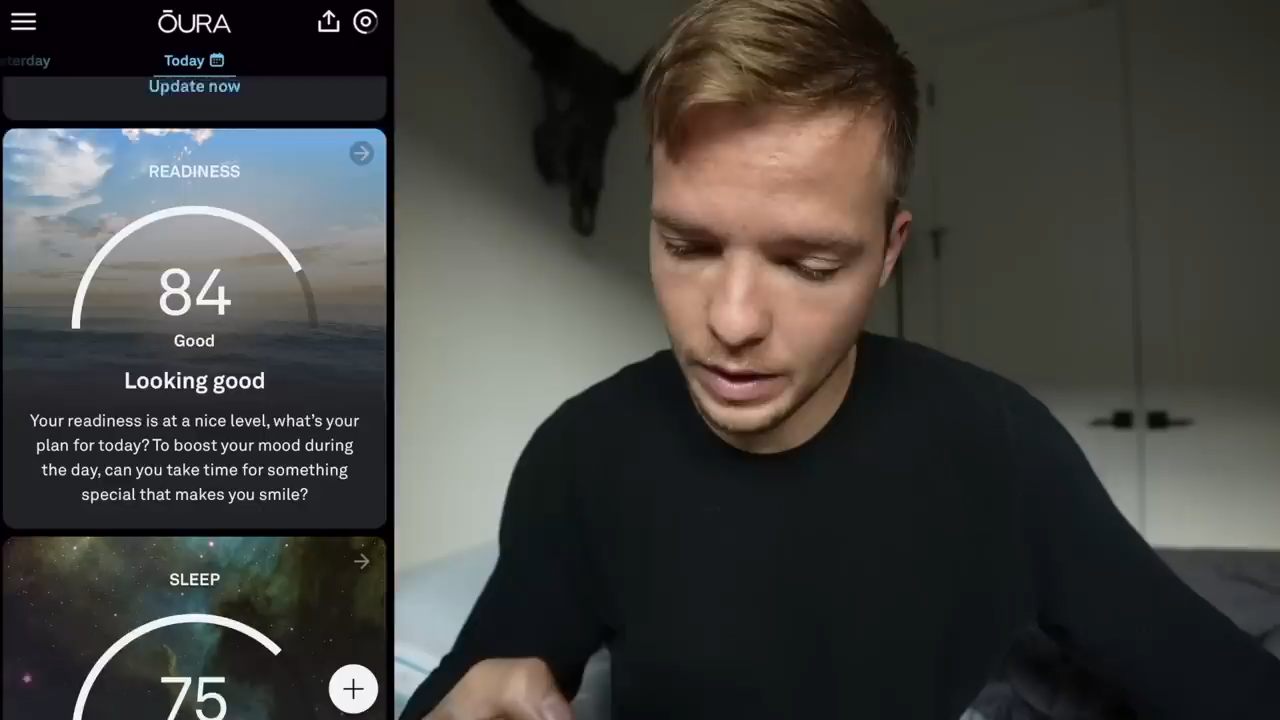 ŌURA
terday
Today
Update now
READINESS
84
Good
Looking good
Your readiness is at a nice level, what's your
plan for today? To boost your mood during
the day, can you take time for something
special that makes you smile?
SLEEP
75